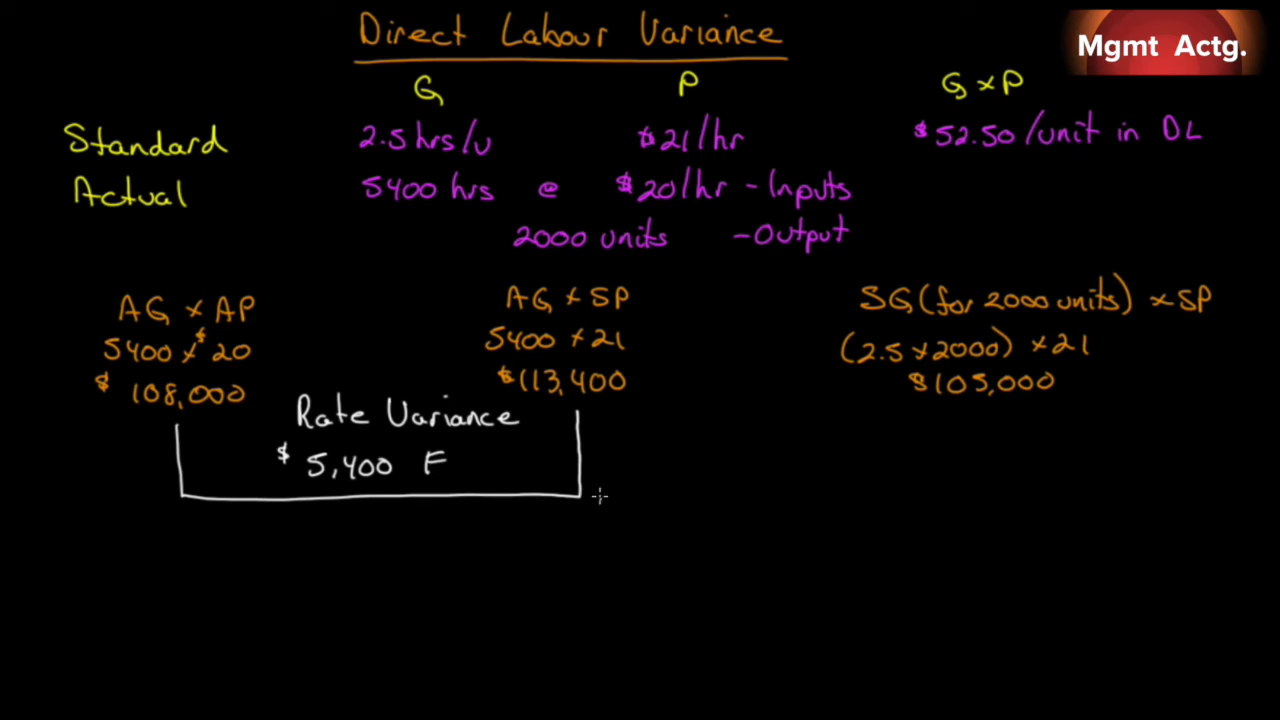 Direct Labour Variance
Mgmt Actg.
Q P Q × P
Standard 2.5 hrs/u $21/hr $52.50/unit in DL
Actual 5400 hrs @ $20/hr - Inputs
2000 units - Output
AQ × AP AQ × SP SQ (for 2000 units) × SP
5400 × $20 5400 × 21 (2.5 × 2000) × 21
$108,000 $113,400 $105,000
Rate Variance
$5,400 F